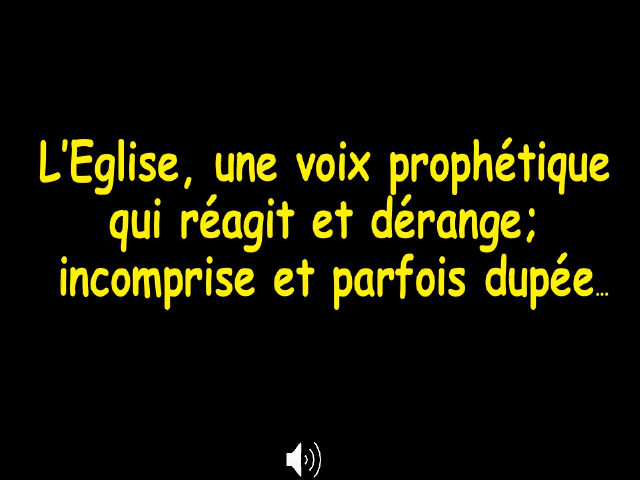 L'Eglise, une voix prophétique
qui réagit et dérange;
incomprise et parfois dupée...